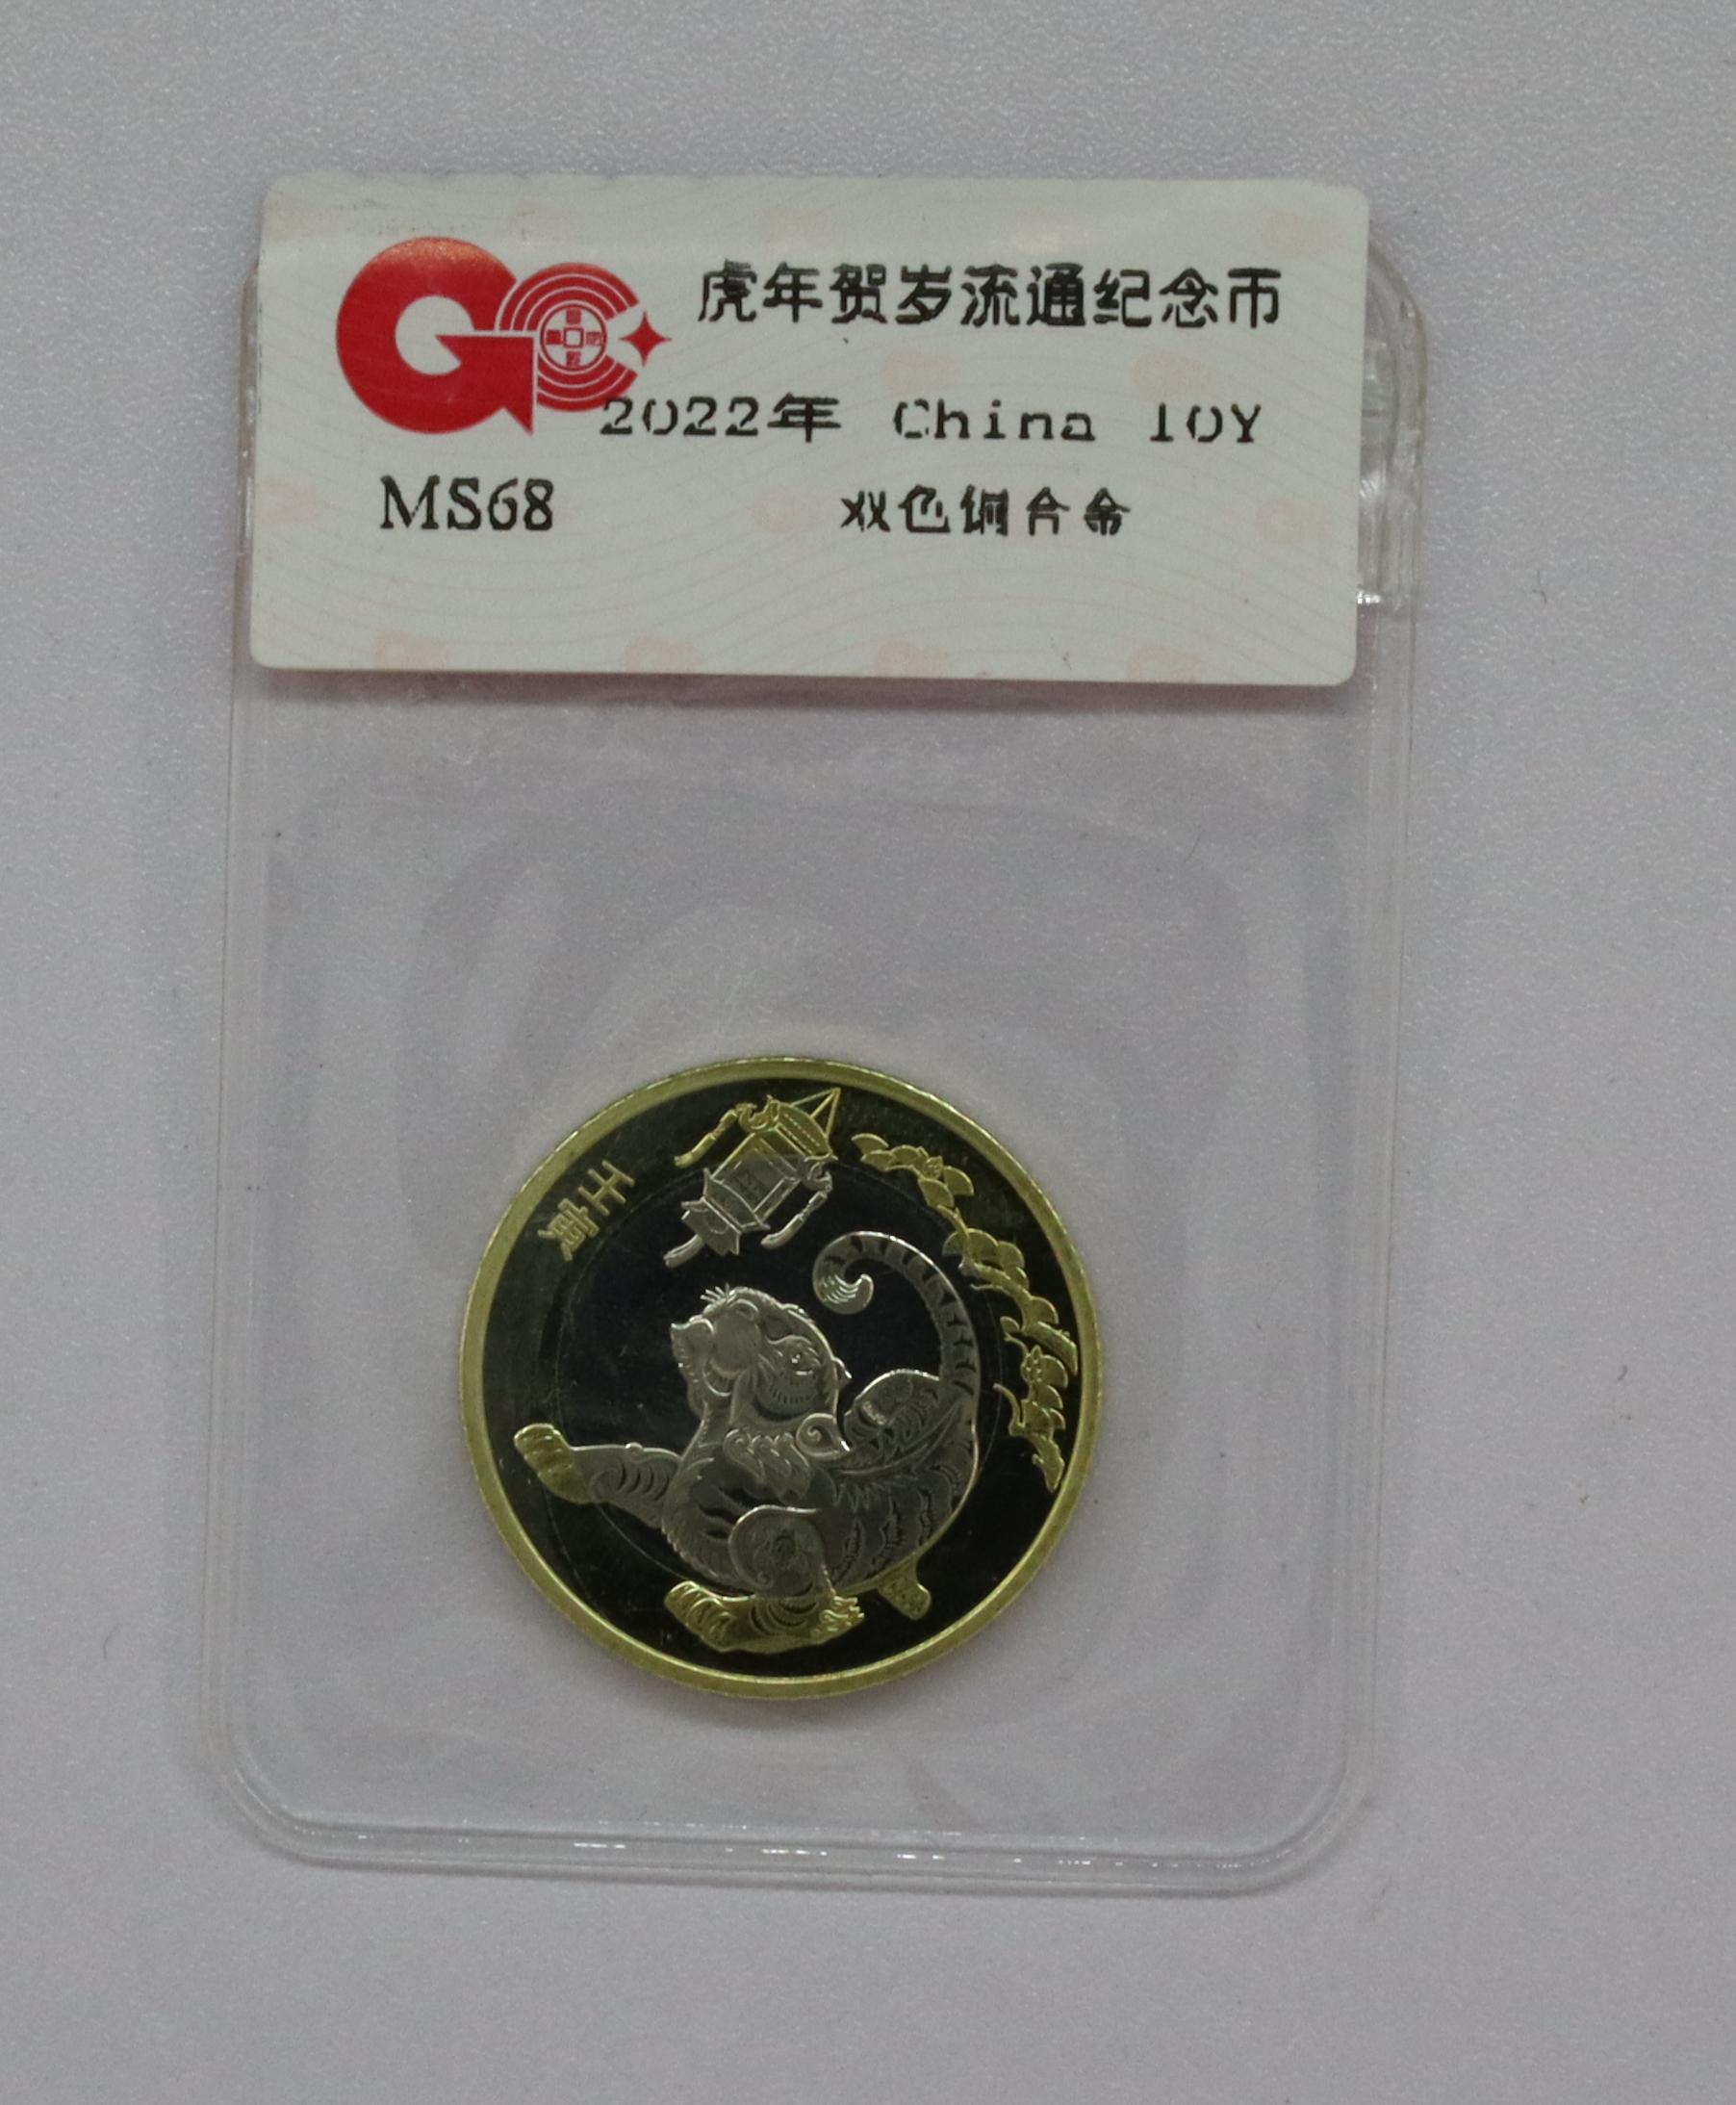 虎年贺岁流通纪念币
2022年 China 10Y
MS68 双色铜合金
壬寅